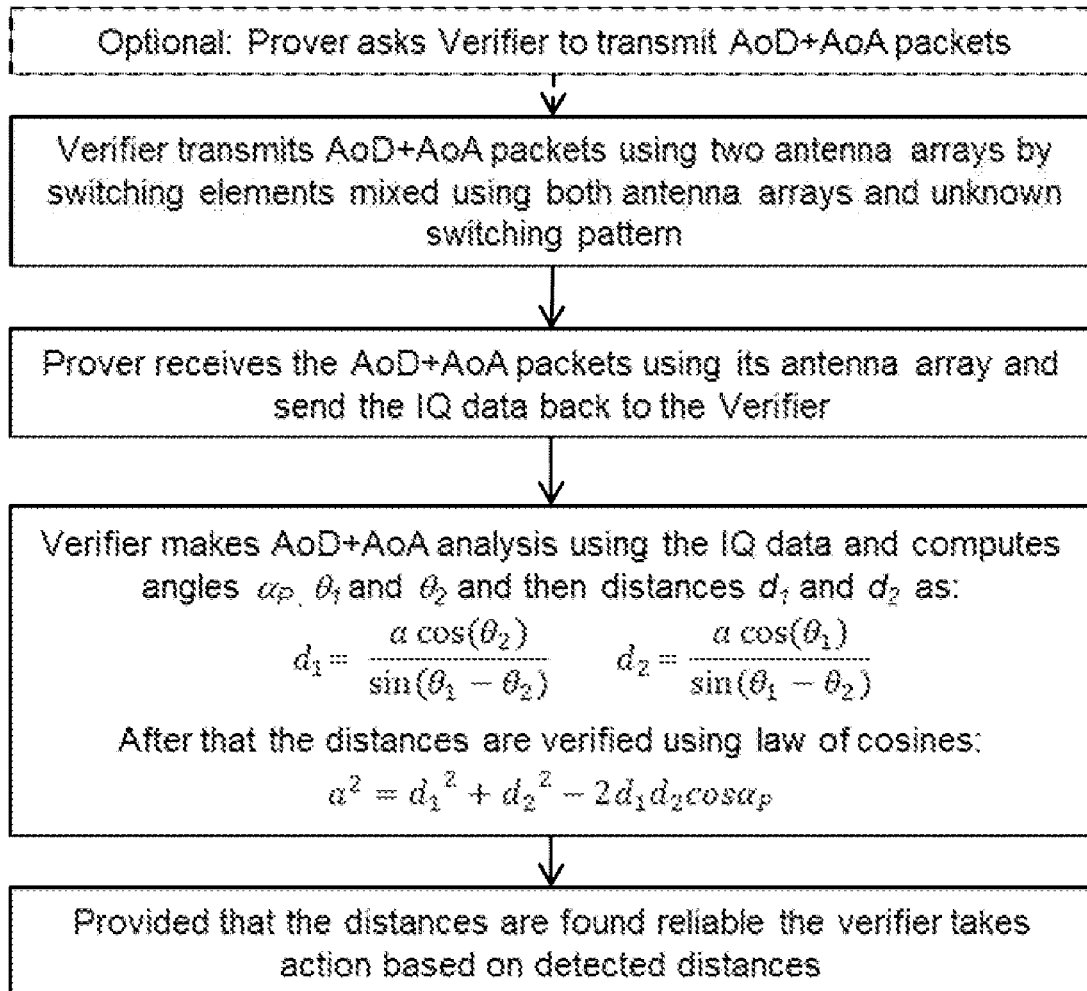 Optional: Prover asks Verifier to transmit AoD+AoA packets
Verifier transmits AoD+AoA packets using two antenna arrays by
switching elements mixed using both antenna arrays and unknown
switching pattern
Prover receives the AoD+AoA packets using its antenna array and
send the IQ data back to the Verifier
Verifier makes AoD+AoA analysis using the IQ data and computes
angles αₚ, θ₁ and θ₂ and then distances d₁ and d₂ as:
d₁ = a cos(θ₂) / sin(θ₁ − θ₂)    d₂ = a cos(θ₁) / sin(θ₁ − θ₂)
After that the distances are verified using law of cosines:
a² = d₁² + d₂² − 2d₁d₂cosαₚ
Provided that the distances are found reliable the verifier takes
action based on detected distances